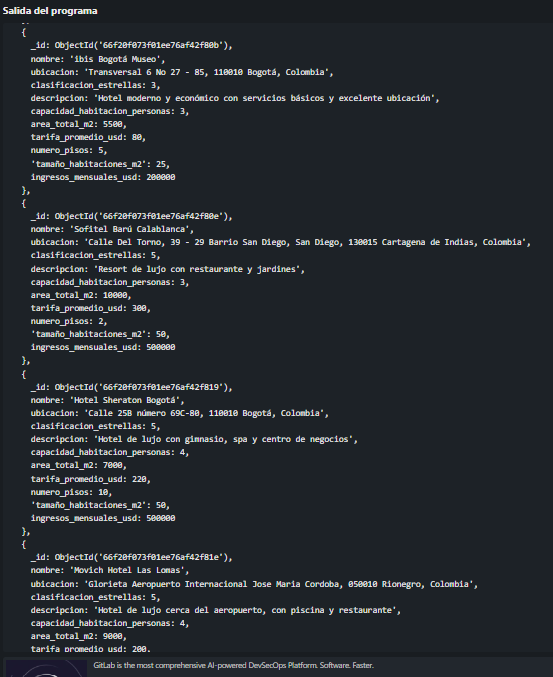 Salida del programa
},
{
_id: ObjectId('66f20f073f01ee76af42f80b'),
nombre: 'ibis Bogotá Museo',
ubicacion: 'Transversal 6 No 27 - 85, 110010 Bogotá, Colombia',
clasificacion_estrellas: 3,
descripcion: 'Hotel moderno y económico con servicios básicos y excelente ubicación',
capacidad_habitacion_personas: 3,
area_total_m2: 5500,
tarifa_promedio_usd: 80,
numero_pisos: 5,
'tamaño_habitaciones_m2': 25,
ingresos_mensuales_usd: 200000
},
{
_id: ObjectId('66f20f073f01ee76af42f80e'),
nombre: 'Sofitel Barú Calablanca',
ubicacion: 'Calle Del Torno, 39 - 29 Barrio San Diego, San Diego, 130015 Cartagena de Indias, Colombia',
clasificacion_estrellas: 5,
descripcion: 'Resort de lujo con restaurante y jardines',
capacidad_habitacion_personas: 3,
area_total_m2: 10000,
tarifa_promedio_usd: 300,
numero_pisos: 2,
'tamaño_habitaciones_m2': 50,
ingresos_mensuales_usd: 500000
},
{
_id: ObjectId('66f20f073f01ee76af42f819'),
nombre: 'Hotel Sheraton Bogotá',
ubicacion: 'Calle 25B número 69C-80, 110010 Bogotá, Colombia',
clasificacion_estrellas: 5,
descripcion: 'Hotel de lujo con gimnasio, spa y centro de negocios',
capacidad_habitacion_personas: 4,
area_total_m2: 7000,
tarifa_promedio_usd: 220,
numero_pisos: 10,
'tamaño_habitaciones_m2': 50,
ingresos_mensuales_usd: 500000
},
{
_id: ObjectId('66f20f073f01ee76af42f81e'),
nombre: 'Movich Hotel Las Lomas',
ubicacion: 'Glorieta Aeropuerto Internacional Jose Maria Cordoba, 050010 Rionegro, Colombia',
clasificacion_estrellas: 5,
descripcion: 'Hotel de lujo cerca del aeropuerto, con piscina y restaurante',
capacidad_habitacion_personas: 4,
area_total_m2: 9000,
tarifa_promedio_usd: 200,
GitLab is the most comprehensive AI-powered DevSecOps Platform. Software. Faster.